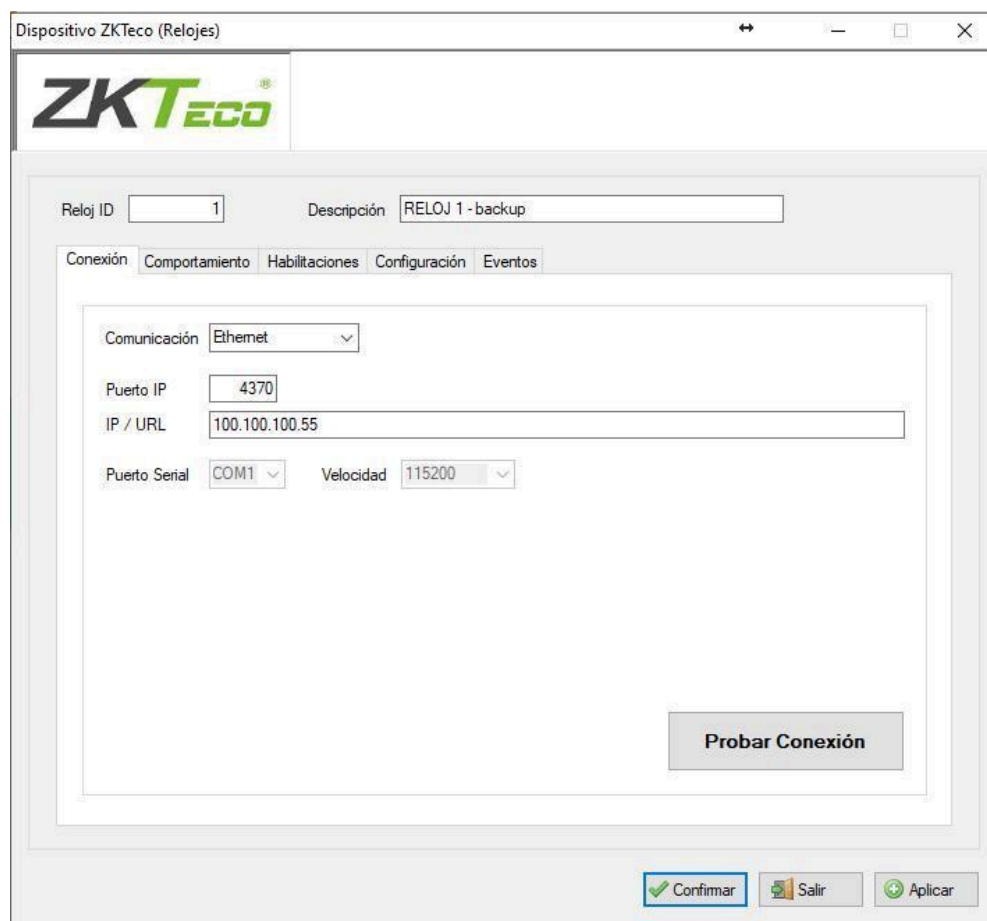 Dispositivo ZKTeco (Relojes)
ZKTECO®
Reloj ID 1 Descripción RELOJ 1 - backup
Conexión Comportamiento Habilitaciones Configuración Eventos
Comunicación Ethernet
Puerto IP 4370
IP / URL 100.100.100.55
Puerto Serial COM1 Velocidad 115200
Probar Conexión
Confirmar Salir Aplicar